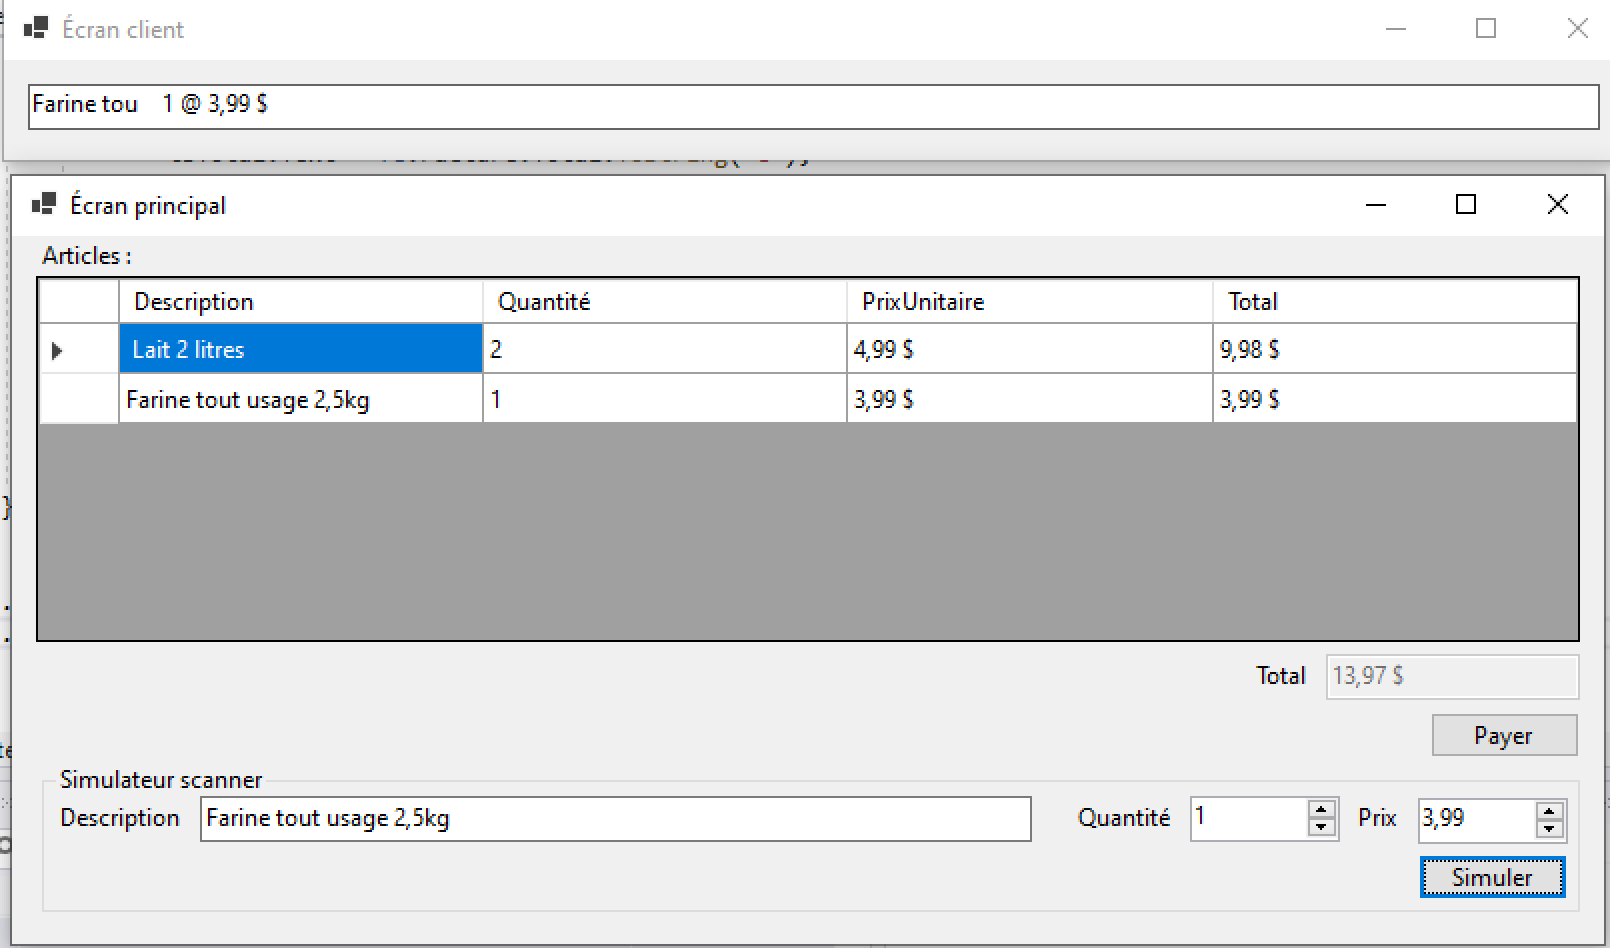 Écran client
Farine tou 1 @ 3,99 $
Écran principal
Articles :
Description Quantité PrixUnitaire Total
Lait 2 litres 2 4,99 $ 9,98 $
Farine tout usage 2,5kg 1 3,99 $ 3,99 $
Total 13,97 $
Payer
Simulateur scanner
Description Farine tout usage 2,5kg Quantité 1 Prix 3,99
Simuler